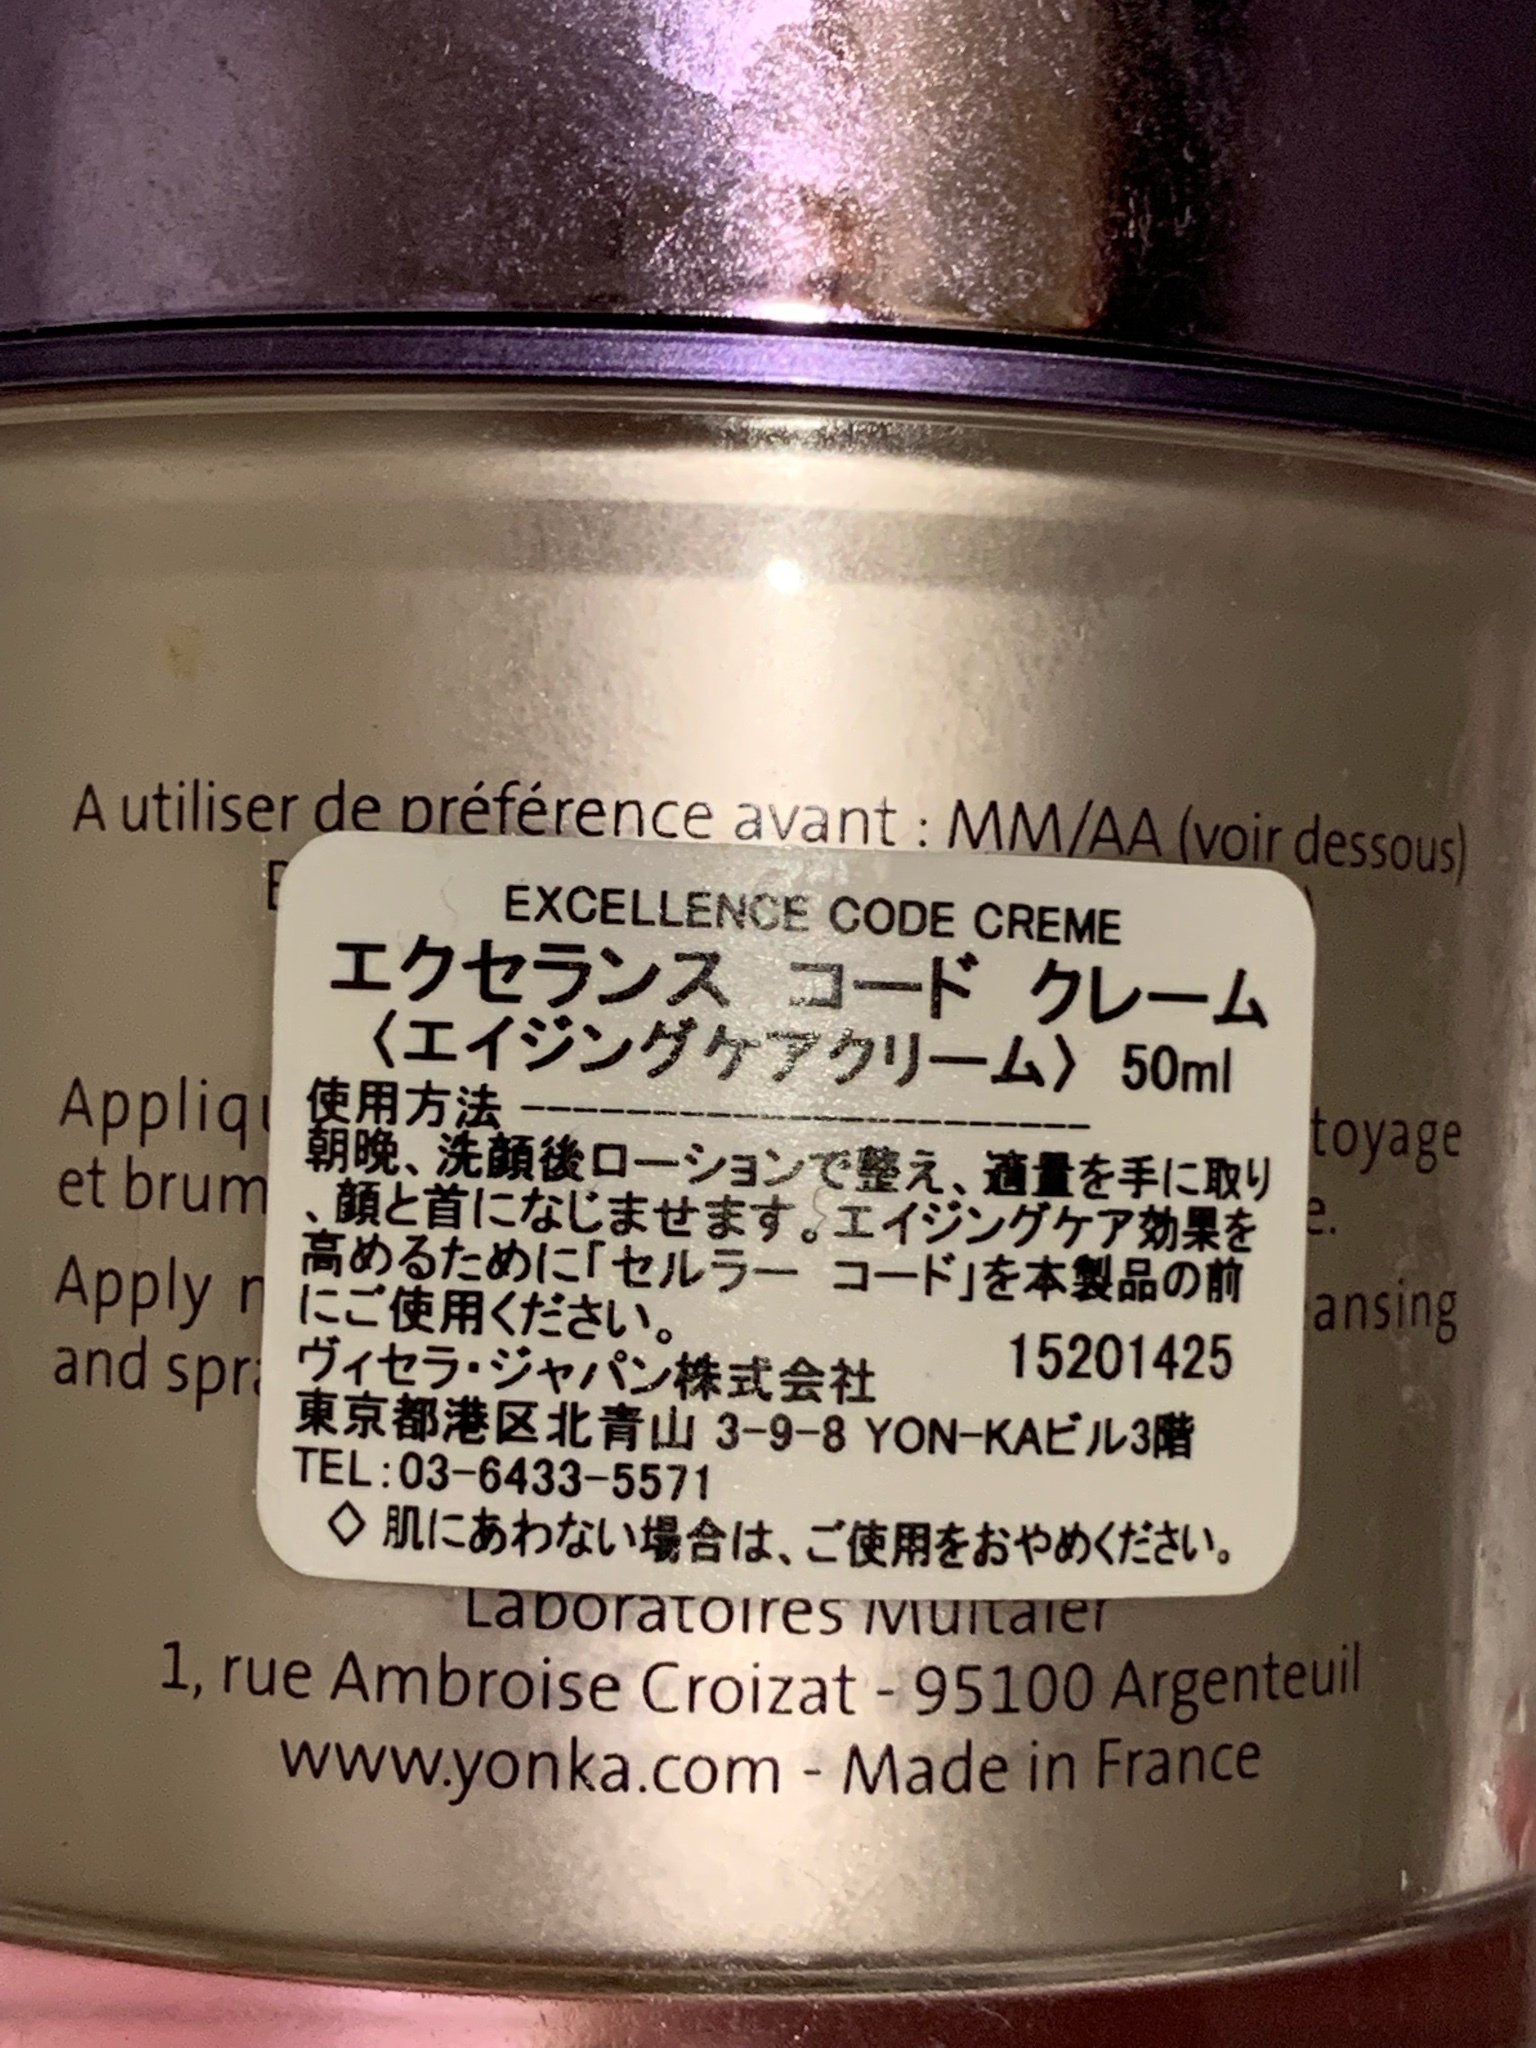 A utiliser de préférence avant : MM/AA (voir dessous)
EXCELLENCE CODE CREME
エクセランス コード クレーム
〈エイジングケアクリーム〉 50ml
使用方法 ----------------------
朝晩、洗顔後ローションで整え、適量を手に取り
、顔と首になじませます。エイジングケア効果を
高めるために「セルラー コード」を本製品の前
にご使用ください。
15201425
ヴィセラ・ジャパン株式会社
東京都港区北青山 3-9-8 YON-KAビル3階
TEL:03-6433-5571
◇ 肌にあわない場合は、ご使用をおやめください。
et
Apply
and
Laboratoires Multaler
1, rue Ambroise Croizat - 95100 Argenteuil
www.yonka.com - Made in France